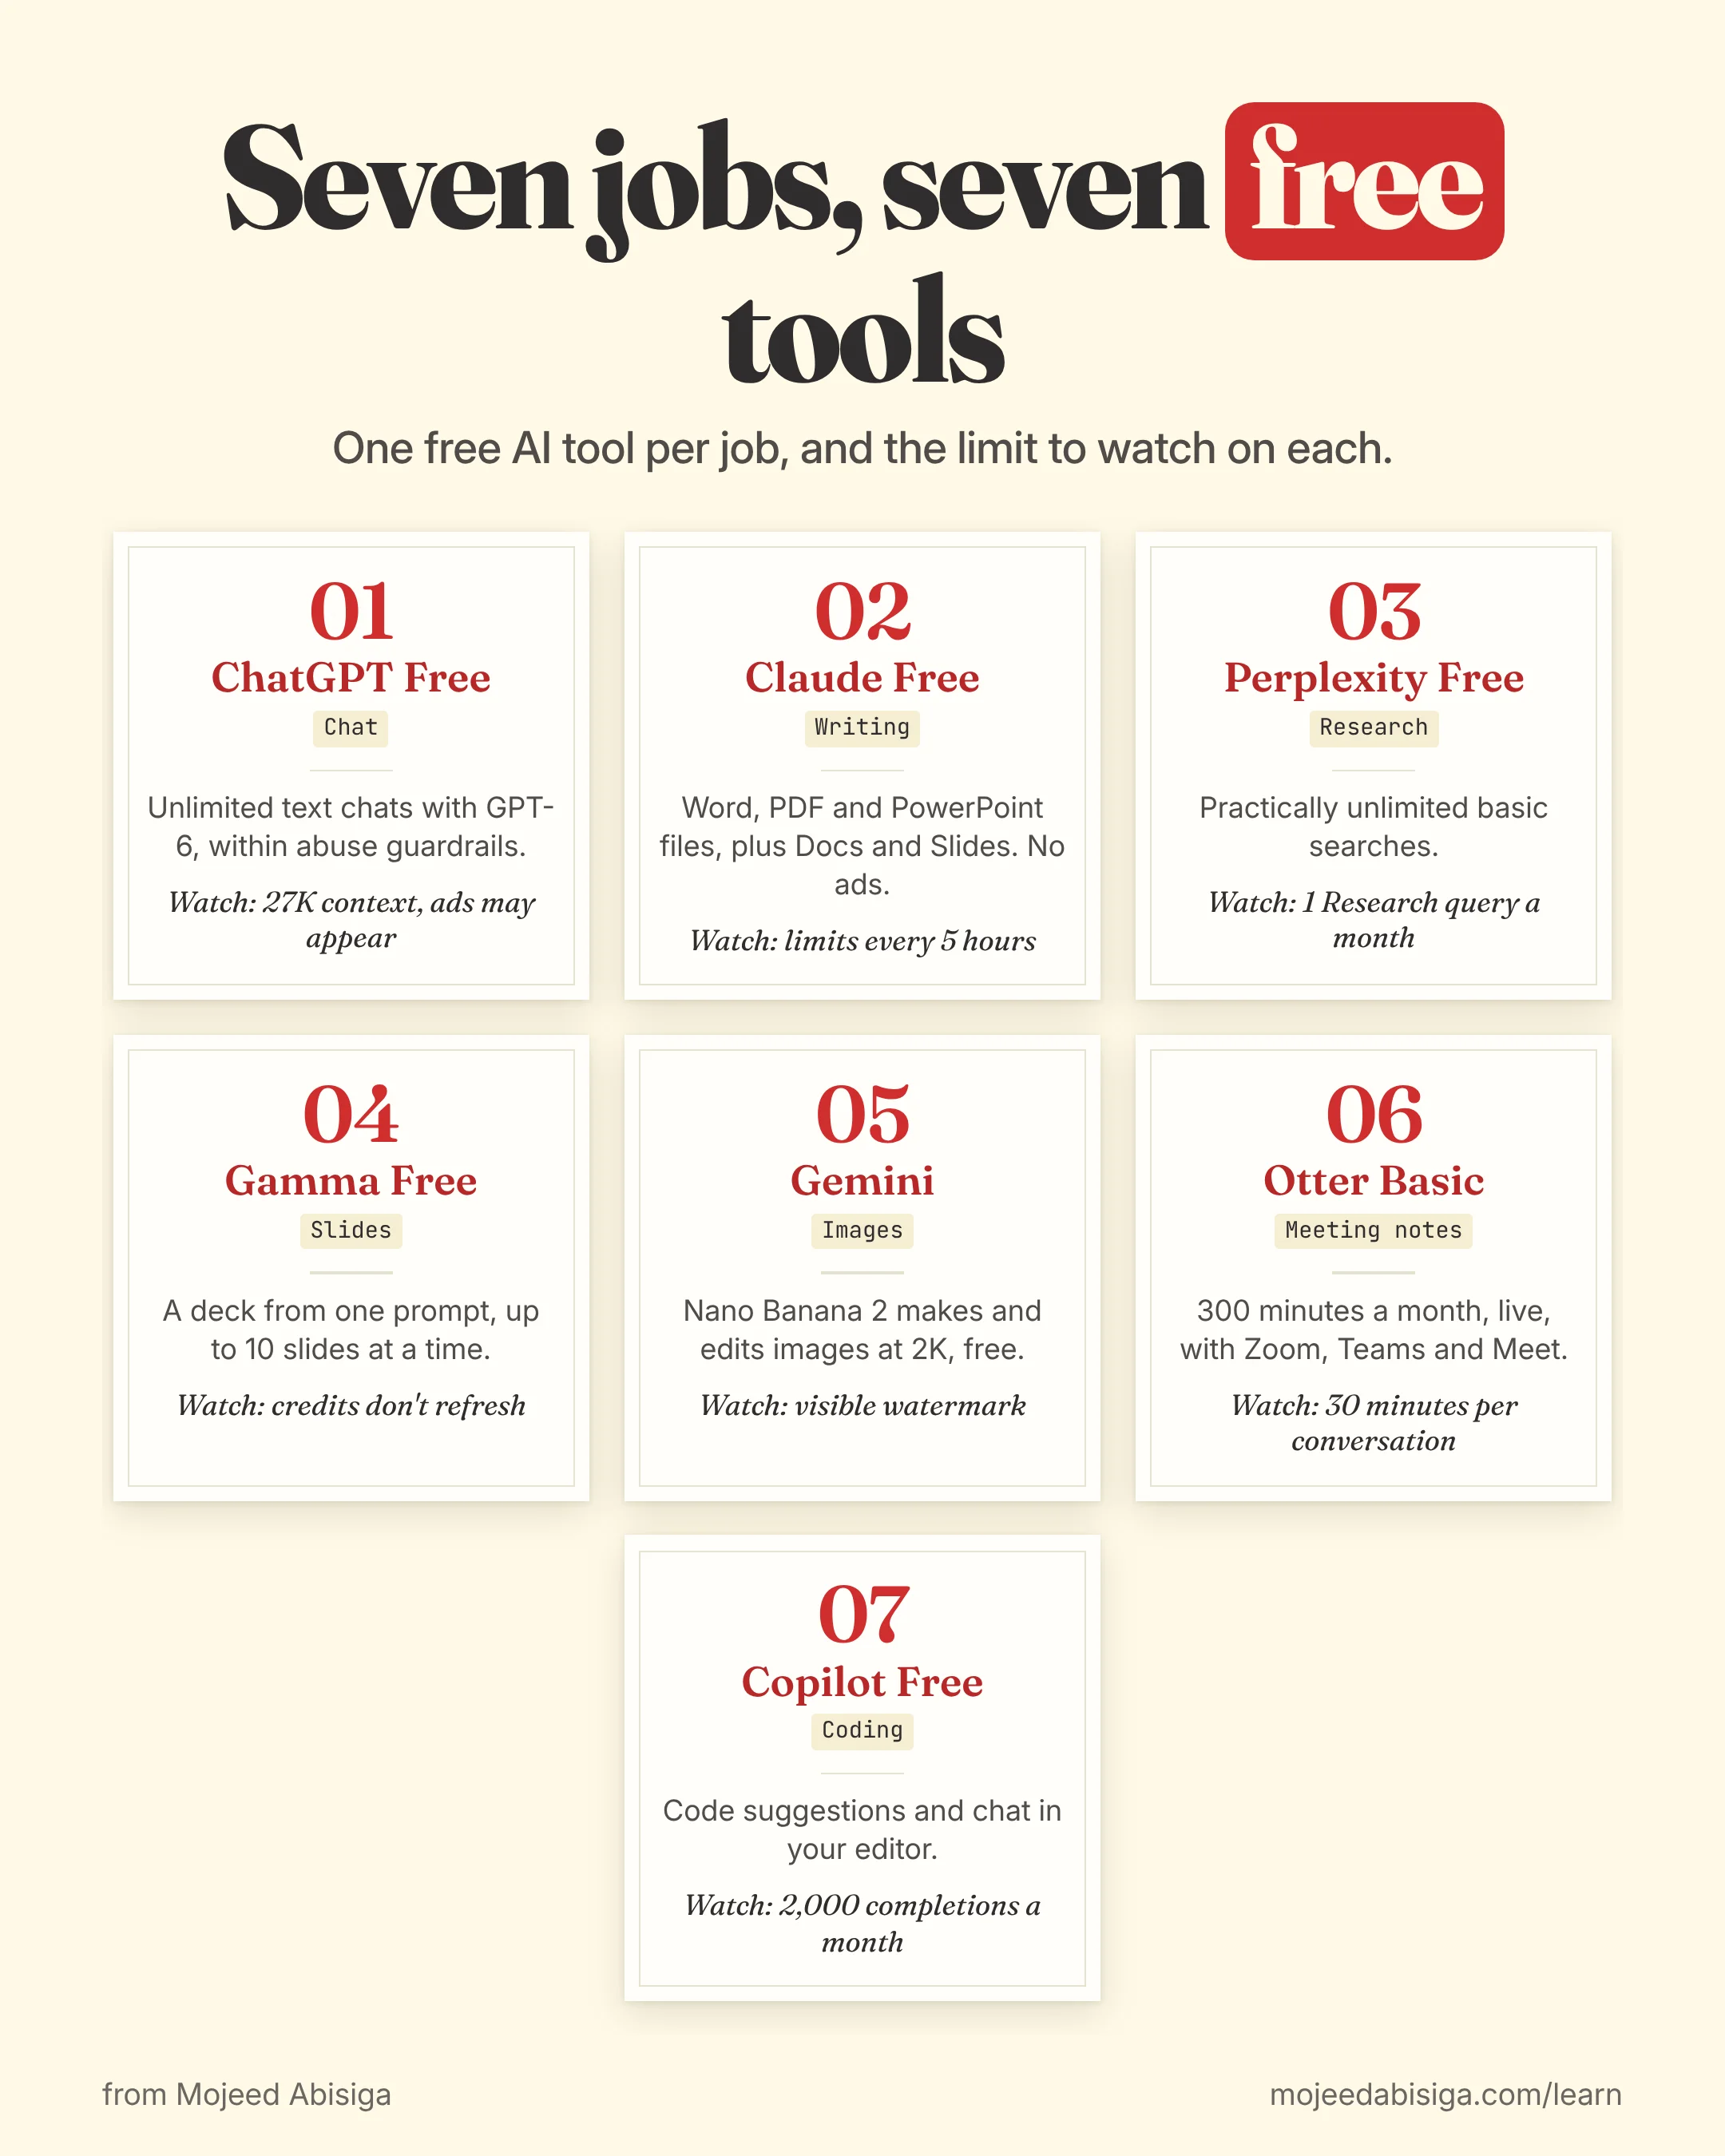 Seven jobs, seven free
tools
One free AI tool per job, and the limit to watch on each.
01
ChatGPT Free
Chat
Unlimited text chats with GPT-
6, within abuse guardrails.
Watch: 27K context, ads may
appear
02
Claude Free
Writing
Word, PDF and PowerPoint
files, plus Docs and Slides. No
ads.
Watch: limits every 5 hours
03
Perplexity Free
Research
Practically unlimited basic
searches.
Watch: 1 Research query a
month
04
Gamma Free
Slides
A deck from one prompt, up
to 10 slides at a time.
Watch: credits don't refresh
05
Gemini
Images
Nano Banana 2 makes and
edits images at 2K, free.
Watch: visible watermark
06
Otter Basic
Meeting notes
300 minutes a month, live,
with Zoom, Teams and Meet.
Watch: 30 minutes per
conversation
07
Copilot Free
Coding
Code suggestions and chat in
your editor.
Watch: 2,000 completions a
month
from Mojeed Abisiga
mojeedabisiga.com/learn